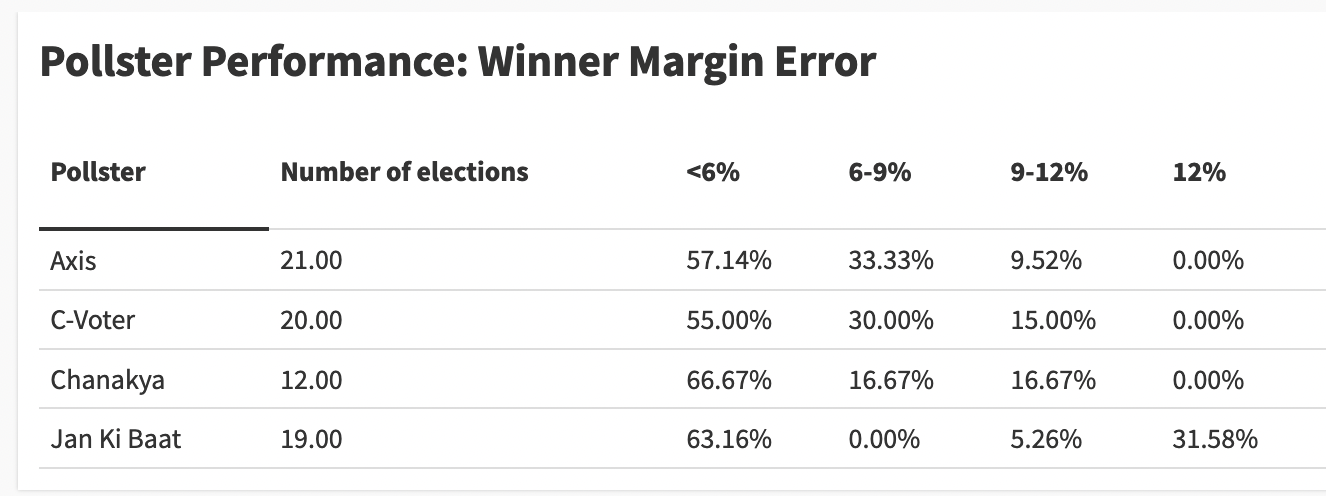 Pollster Performance: Winner Margin Error
Pollster Number of elections <6% 6-9% 9-12% 12%
Axis 21.00 57.14% 33.33% 9.52% 0.00%
C-Voter 20.00 55.00% 30.00% 15.00% 0.00%
Chanakya 12.00 66.67% 16.67% 16.67% 0.00%
Jan Ki Baat 19.00 63.16% 0.00% 5.26% 31.58%